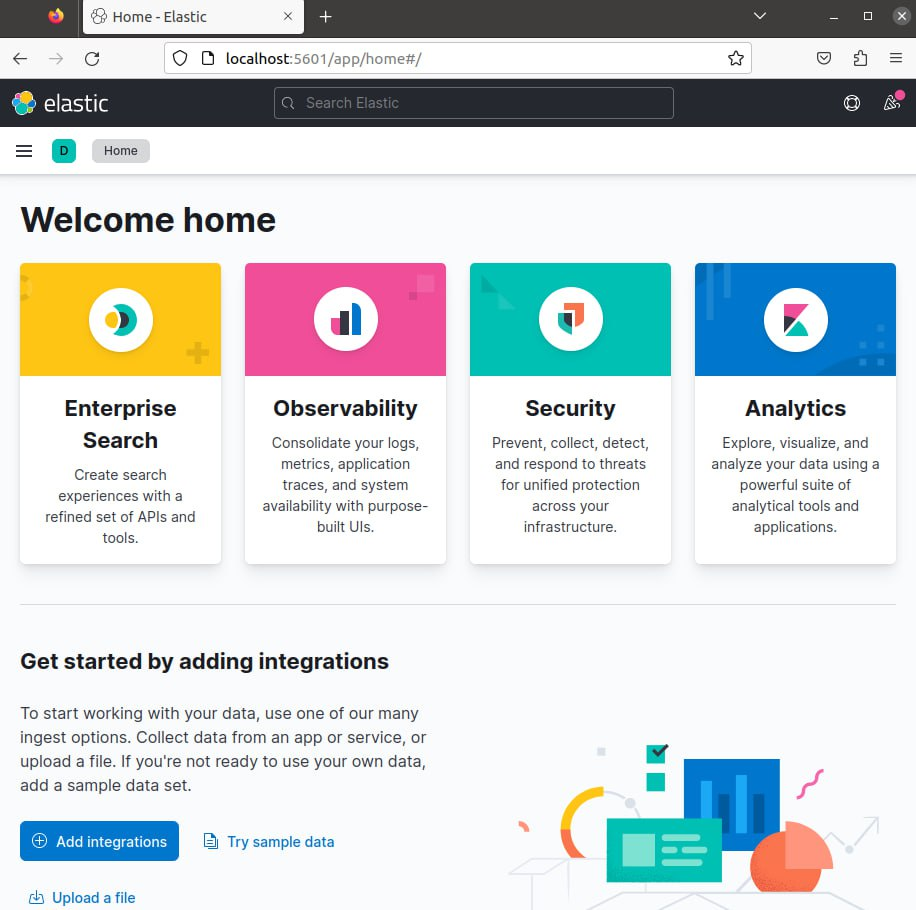 Home - Elastic
localhost:5601/app/home#/
elastic
Search Elastic
D
Home
Welcome home
Enterprise
Search
Create search
experiences with a
refined set of APIs and
tools.
Observability
Consolidate your logs,
metrics, application
traces, and system
availability with purpose-
built UIs.
Security
Prevent, collect, detect,
and respond to threats
for unified protection
across your
infrastructure.
Analytics
Explore, visualize, and
analyze your data using a
powerful suite of
analytical tools and
applications.
Get started by adding integrations
To start working with your data, use one of our many
ingest options. Collect data from an app or service, or
upload a file. If you're not ready to use your own data,
add a sample data set.
Add integrations
Try sample data
Upload a file